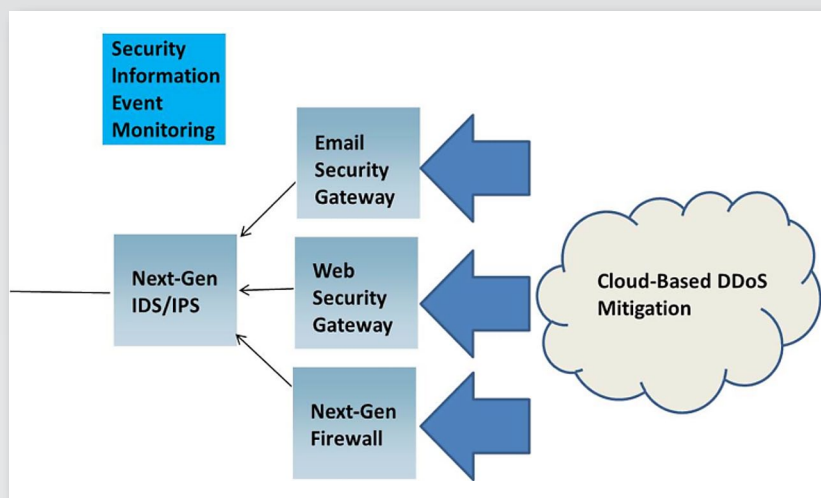 Security
Information
Event
Monitoring
Email
Security
Gateway
Next-Gen
IDS/IPS
Web
Security
Gateway
Cloud-Based DDoS
Mitigation
Next-Gen
Firewall